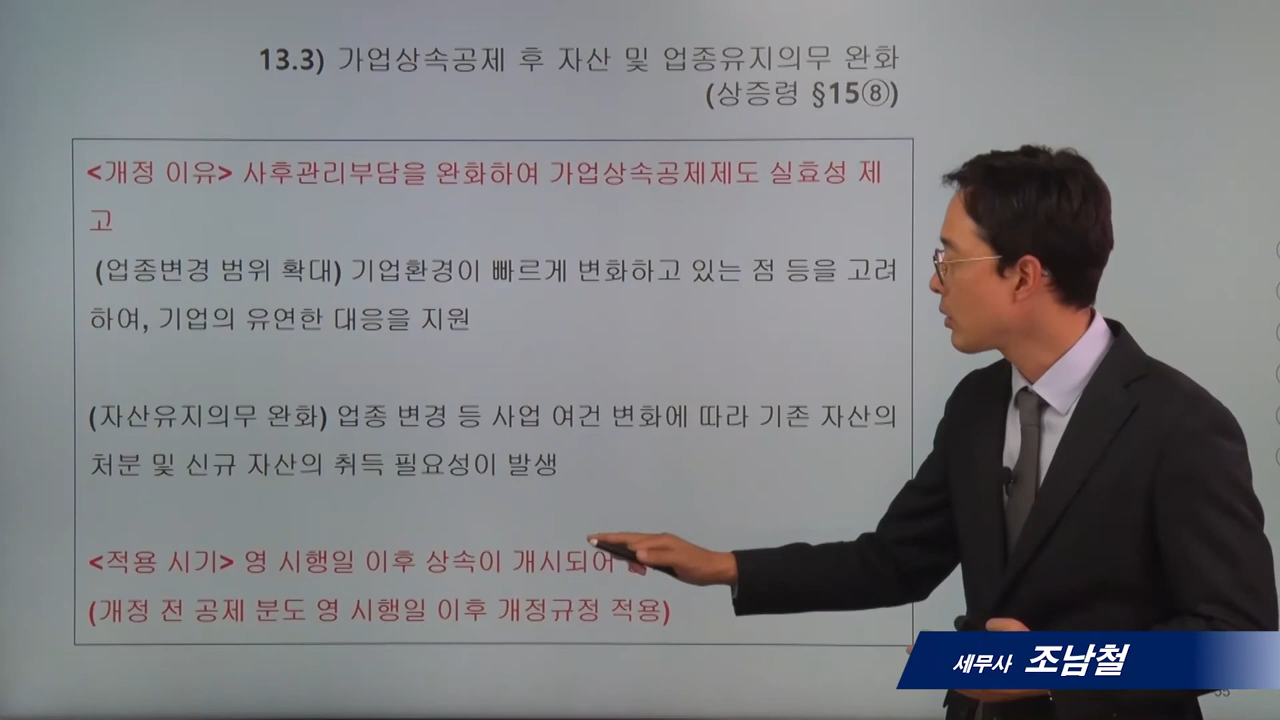 13.3) 가업상속공제 후 자산 및 업종유지의무 완화
(상증령 §15⑧)
<개정 이유> 사후관리부담을 완화하여 가업상속공제제도 실효성 제
고
(업종변경 범위 확대) 기업환경이 빠르게 변화하고 있는 점 등을 고려
하여, 기업의 유연한 대응을 지원
(자산유지의무 완화) 업종 변경 등 사업 여건 변화에 따라 기존 자산의
처분 및 신규 자산의 취득 필요성이 발생
<적용 시기> 영 시행일 이후 상속이 개시되어
(개정 전 공제 분도 영 시행일 이후 개정규정 적용)
세무사 조남철